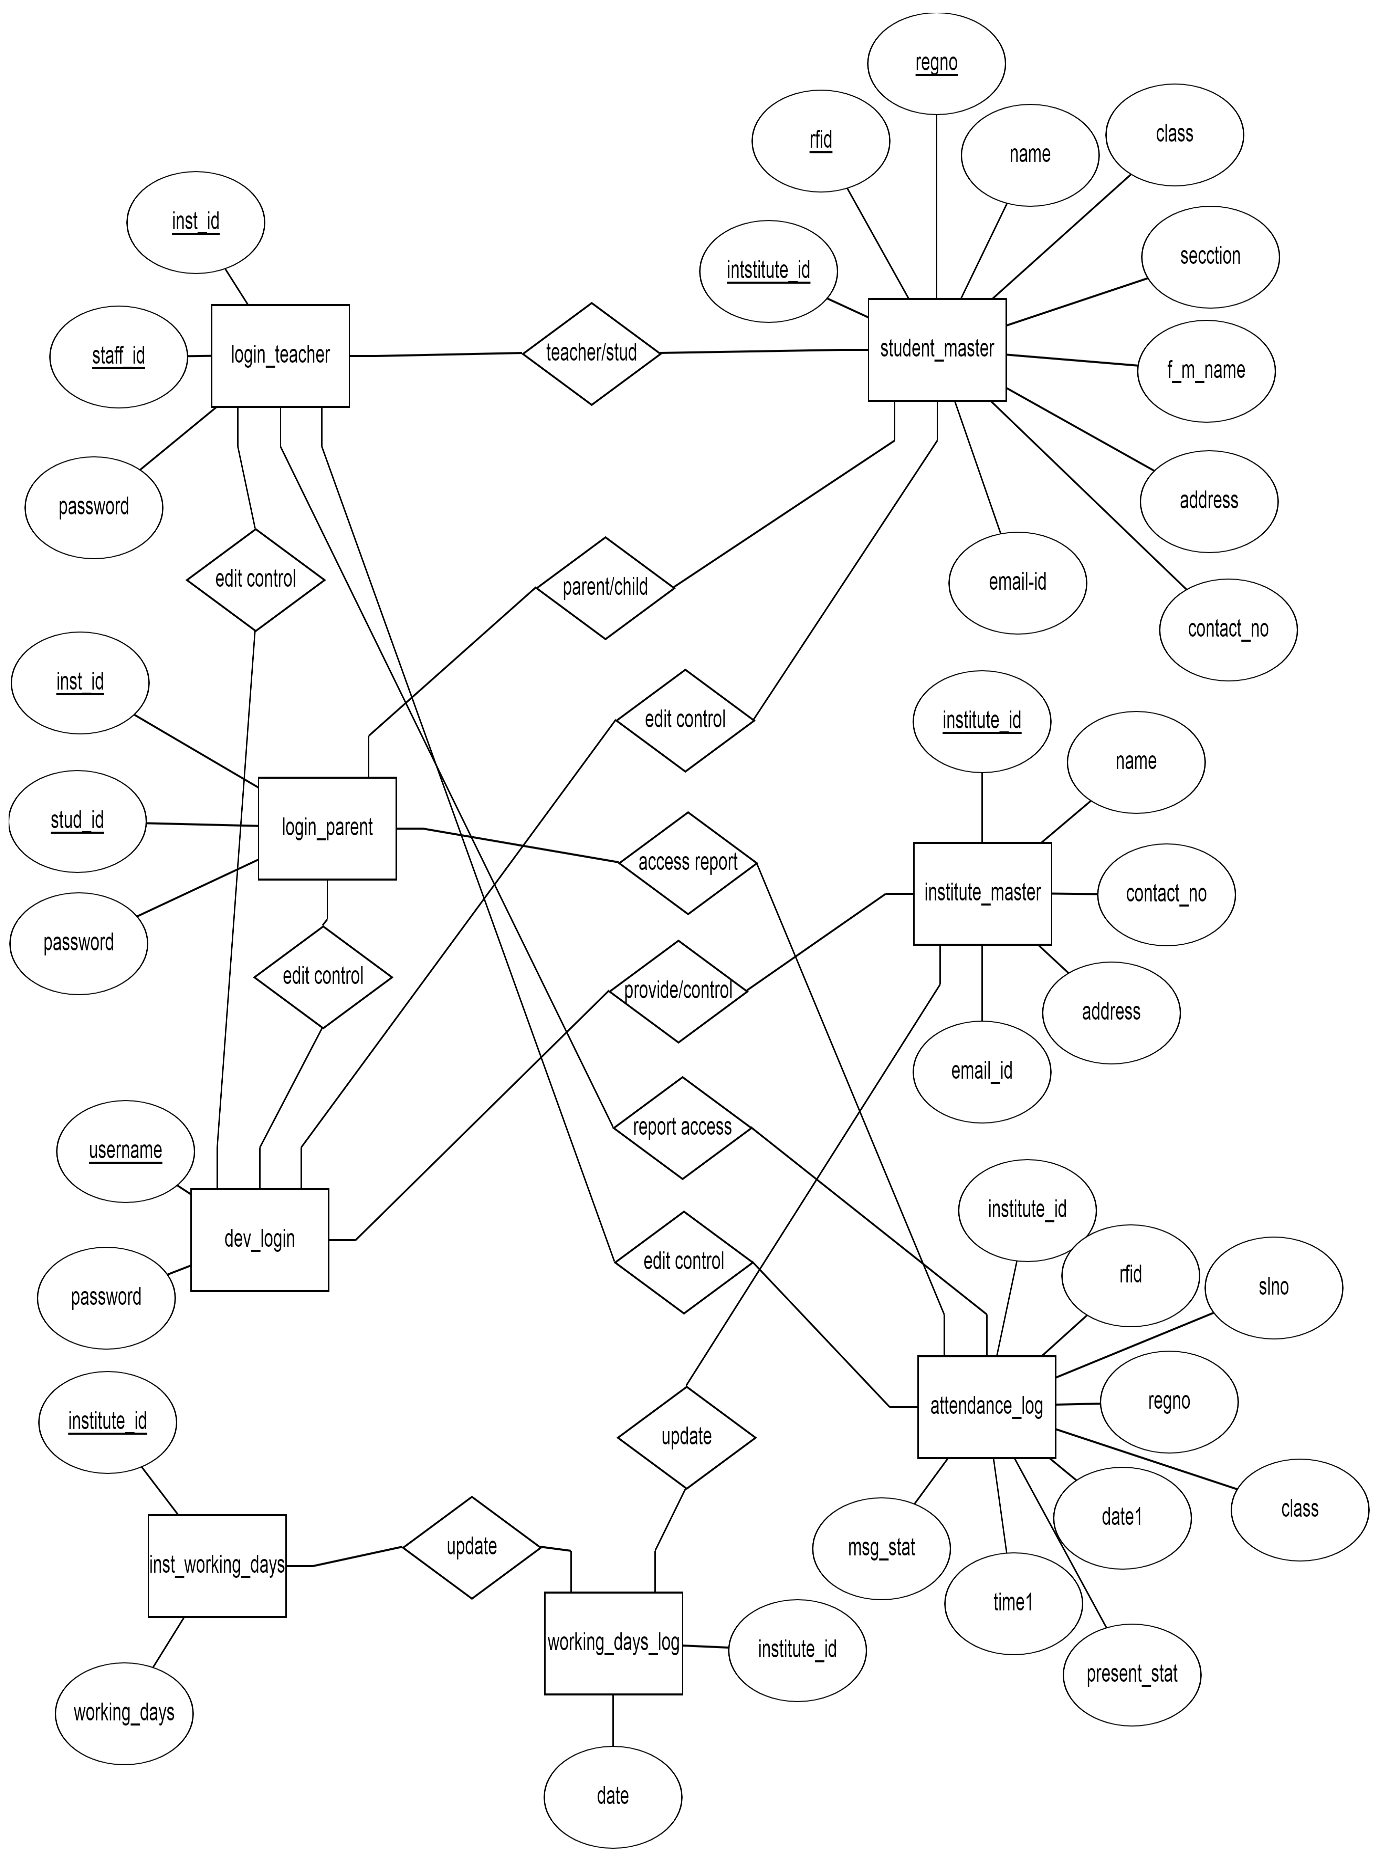 regno
rfid
name
class
inst_id
intstitute_id
secction
staff_id
login_teacher
teacher/stud
student_master
f_m_name
password
address
edit control
parent/child
email-id
contact_no
inst_id
edit control
institute_id
name
stud_id
login_parent
access report
institute_master
contact_no
password
edit control
provide/control
address
email_id
username
report access
institute_id
dev_login
edit control
rfid
slno
password
institute_id
attendance_log
regno
update
class
date1
inst_working_days
update
msg_stat
time1
working_days_log
institute_id
present_stat
working_days
date